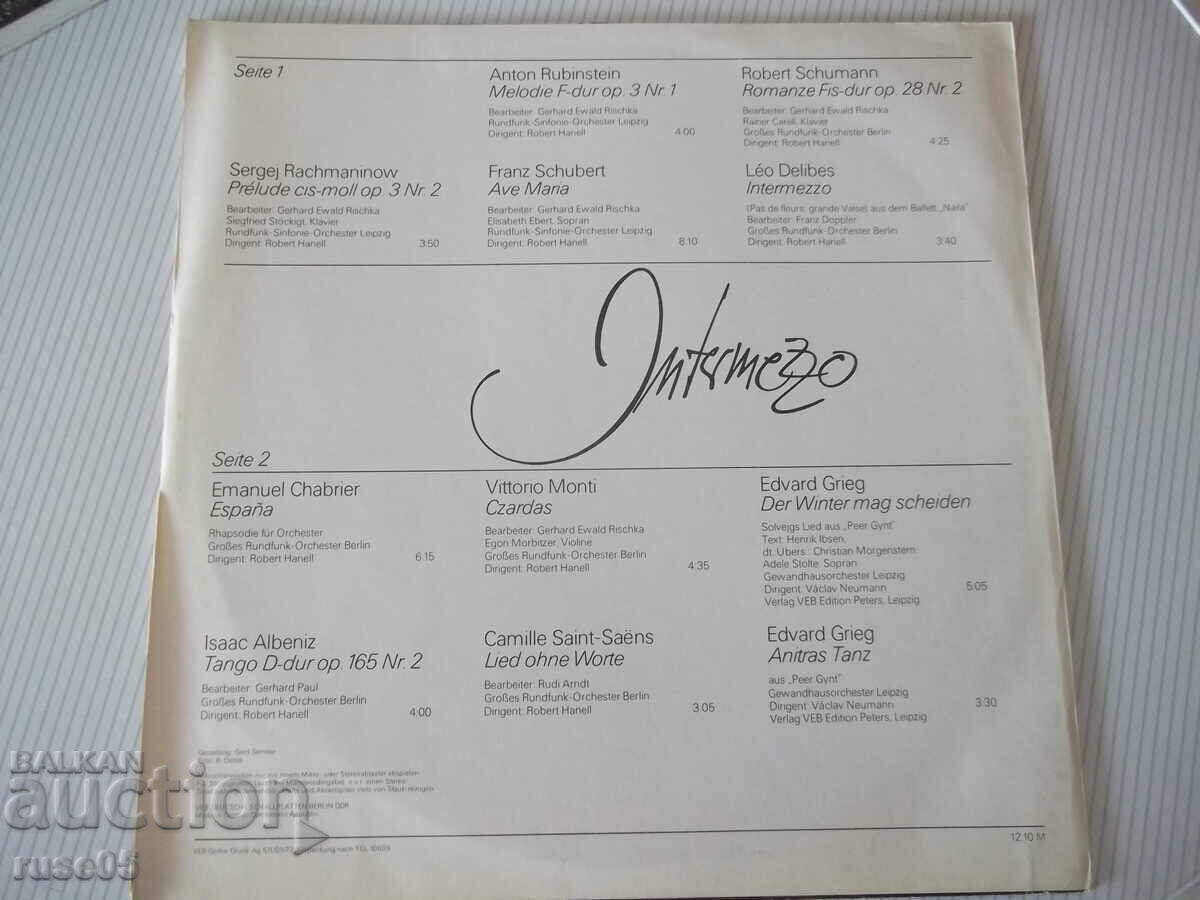 Seite 1
Anton Rubinstein
Melodie F-dur op. 3 Nr. 1
Bearbeiter: Gerhard Ewald Rischka
Rundfunk-Sinfonie-Orchester Leipzig
Dirigent: Robert Hanell 4:00
Robert Schumann
Romanze Fis-dur op. 28 Nr. 2
Bearbeiter: Gerhard Ewald Rischka
Rainer Carell, Klavier
Großes Rundfunk-Orchester Berlin
Dirigent: Robert Hanell 4:25
Sergej Rachmaninow
Prélude cis-moll op. 3 Nr. 2
Bearbeiter: Gerhard Ewald Rischka
Siegfried Stöckigt, Klavier
Rundfunk-Sinfonie-Orchester Leipzig
Dirigent: Robert Hanell 3:50
Franz Schubert
Ave Maria
Bearbeiter: Gerhard Ewald Rischka
Elisabeth Ebert, Sopran
Rundfunk-Sinfonie-Orchester Leipzig
Dirigent: Robert Hanell 8:10
Léo Delibes
Intermezzo
(Pas de fleurs, grande Valse) aus dem Ballett „Naila"
Bearbeiter: Franz Doppler
Großes Rundfunk-Orchester Berlin
Dirigent: Robert Hanell 3:40
Intermezzo
Seite 2
Emanuel Chabrier
España
Rhapsodie für Orchester
Großes Rundfunk-Orchester Berlin
Dirigent: Robert Hanell 6:15
Vittorio Monti
Czardas
Bearbeiter: Gerhard Ewald Rischka
Egon Morbitzer, Violine
Großes Rundfunk-Orchester Berlin
Dirigent: Robert Hanell 4:35
Edvard Grieg
Der Winter mag scheiden
Solvejgs Lied aus „Peer Gynt"
Text: Henrik Ibsen,
dt. Übers.: Christian Morgenstern
Adele Stolte, Sopran
Gewandhausorchester Leipzig
Dirigent: Václav Neumann 5:05
Verlag VEB Edition Peters, Leipzig
Isaac Albeniz
Tango D-dur op. 165 Nr. 2
Bearbeiter: Gerhard Paul
Großes Rundfunk-Orchester Berlin
Dirigent: Robert Hanell 4:00
Camille Saint-Saëns
Lied ohne Worte
Bearbeiter: Rudi Arndt
Großes Rundfunk-Orchester Berlin
Dirigent: Robert Hanell 3:05
Edvard Grieg
Anitras Tanz
aus „Peer Gynt"
Gewandhausorchester Leipzig
Dirigent: Václav Neumann 3:30
Verlag VEB Edition Peters, Leipzig
Gestaltung: Gerd Semder
VEB DEUTSCHE SCHALLPLATTEN BERLIN DDR
12,10 M
BALKAN
auction
ruse05